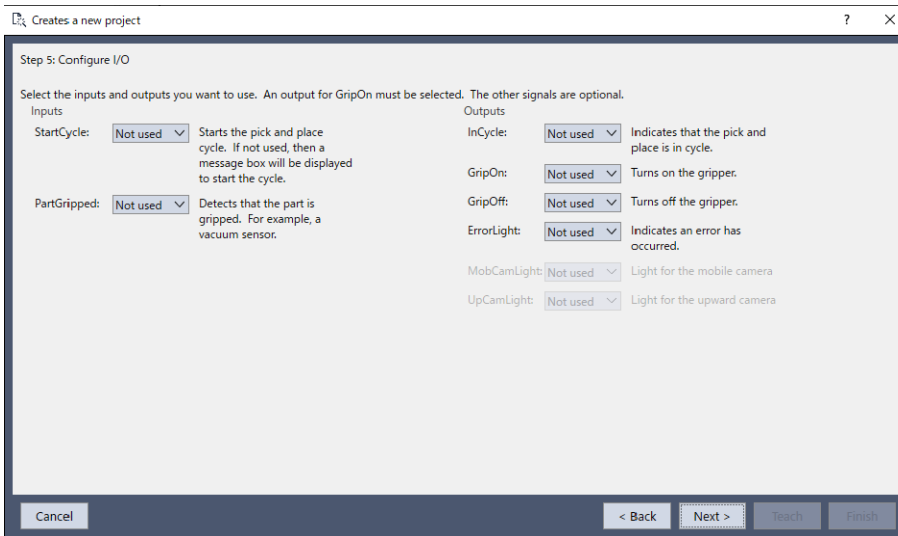 Creates a new project
?
Step 5: Configure I/O
Select the inputs and outputs you want to use. An output for GripOn must be selected. The other signals are optional.
Inputs
StartCycle:
Not used
Starts the pick and place
cycle. If not used, then a
message box will be displayed
to start the cycle.
PartGripped:
Not used
Detects that the part is
gripped. For example, a
vacuum sensor.
Outputs
InCycle:
Not used
Indicates that the pick and
place is in cycle.
GripOn:
Not used
Turns on the gripper.
GripOff:
Not used
Turns off the gripper.
ErrorLight:
Not used
Indicates an error has
occurred.
MobCamLight:
Not used
Light for the mobile camera
UpCamLight:
Not used
Light for the upward camera
Cancel
< Back
Next >
Teach
Finish